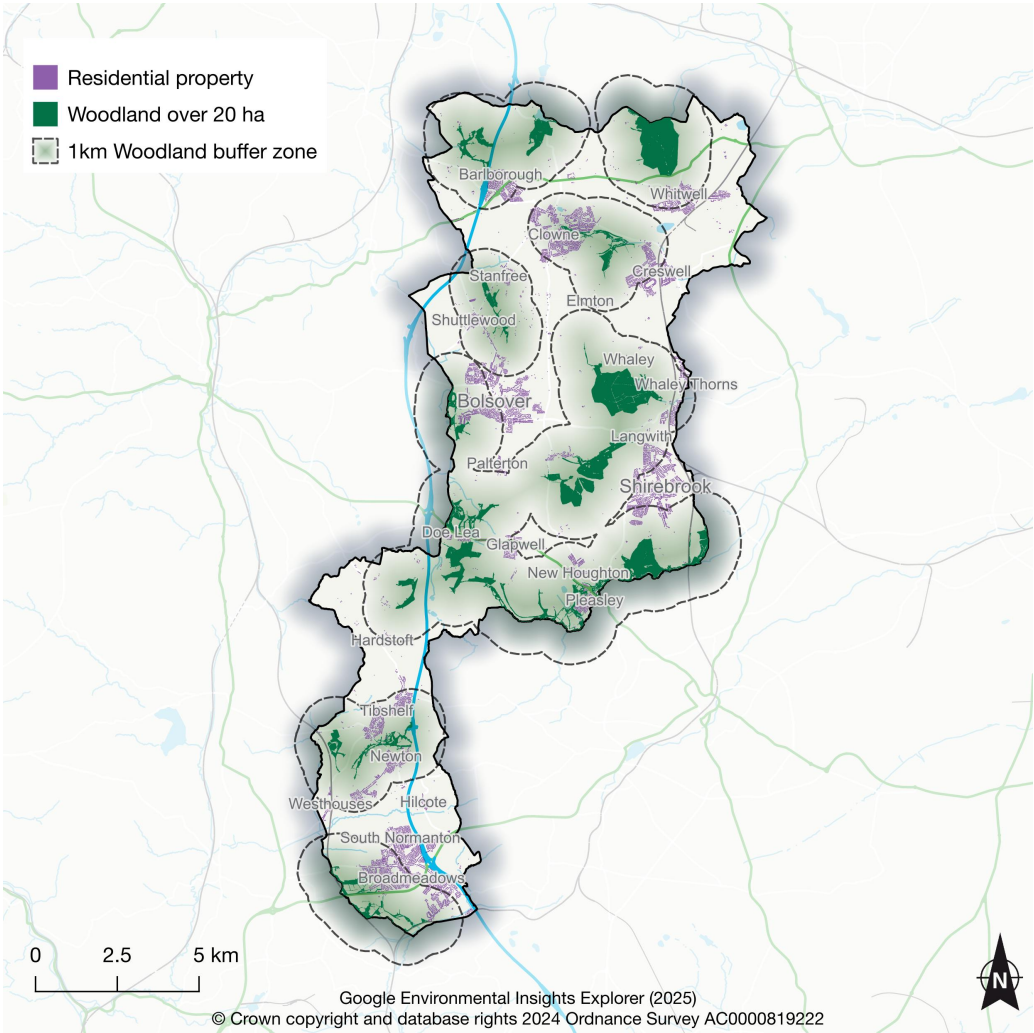 Residential property
Woodland over 20 ha
1km Woodland buffer zone
Barlborough
Whitwell
Clowne
Creswell
Stanfree
Elmton
Shuttlewood
Whaley
Whaley Thorns
Bolsover
Langwith
Palterton
Shirebrook
Doe Lea
Glapwell
New Houghton
Pleasley
Hardstoft
Tibshelf
Newton
Westhouses
Hilcote
South Normanton
Broadmeadows
0 2.5 5 km
N
Google Environmental Insights Explorer (2025)
© Crown copyright and database rights 2024 Ordnance Survey AC0000819222